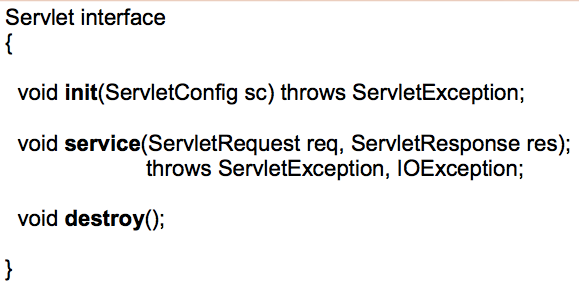 Servlet interface
{
void init(ServletConfig sc) throws ServletException;
void service(ServletRequest req, ServletResponse res);
throws ServletException, IOException;
void destroy();
}